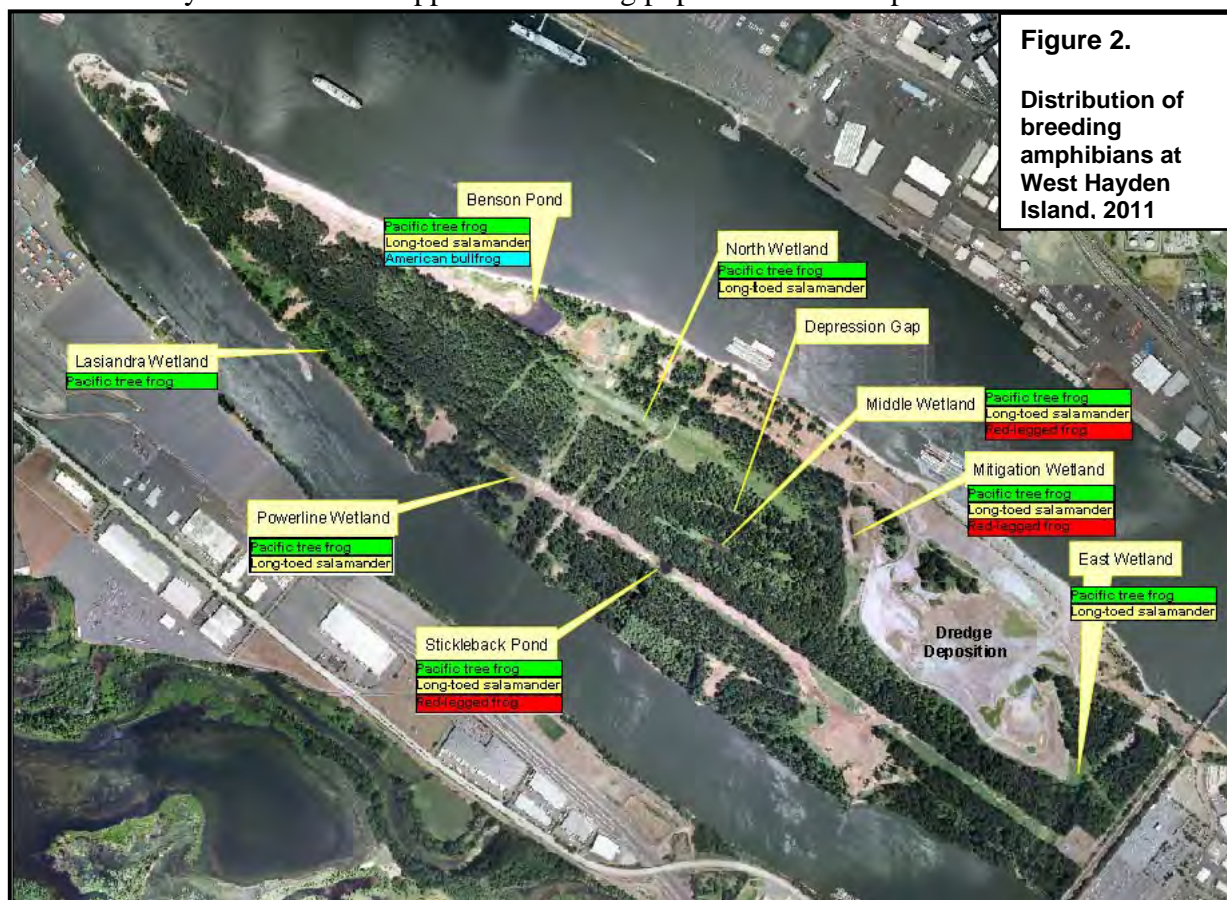 Figure 2.
Distribution of
breeding
amphibians at
West Hayden
Island, 2011
Benson Pond
Pacific tree frog
Long-toed salamander
American bullfrog
North Wetland
Pacific tree frog
Long-toed salamander
Depression Gap
Lasiandra Wetland
Pacific tree frog
Middle Wetland
Pacific tree frog
Long-toed salamander
Red-legged frog
Mitigation Wetland
Pacific tree frog
Long-toed salamander
Red-legged frog
Powerline Wetland
Pacific tree frog
Long-toed salamander
East Wetland
Pacific tree frog
Long-toed salamander
Stickleback Pond
Pacific tree frog
Long-toed salamander
Red-legged frog
Dredge
Deposition